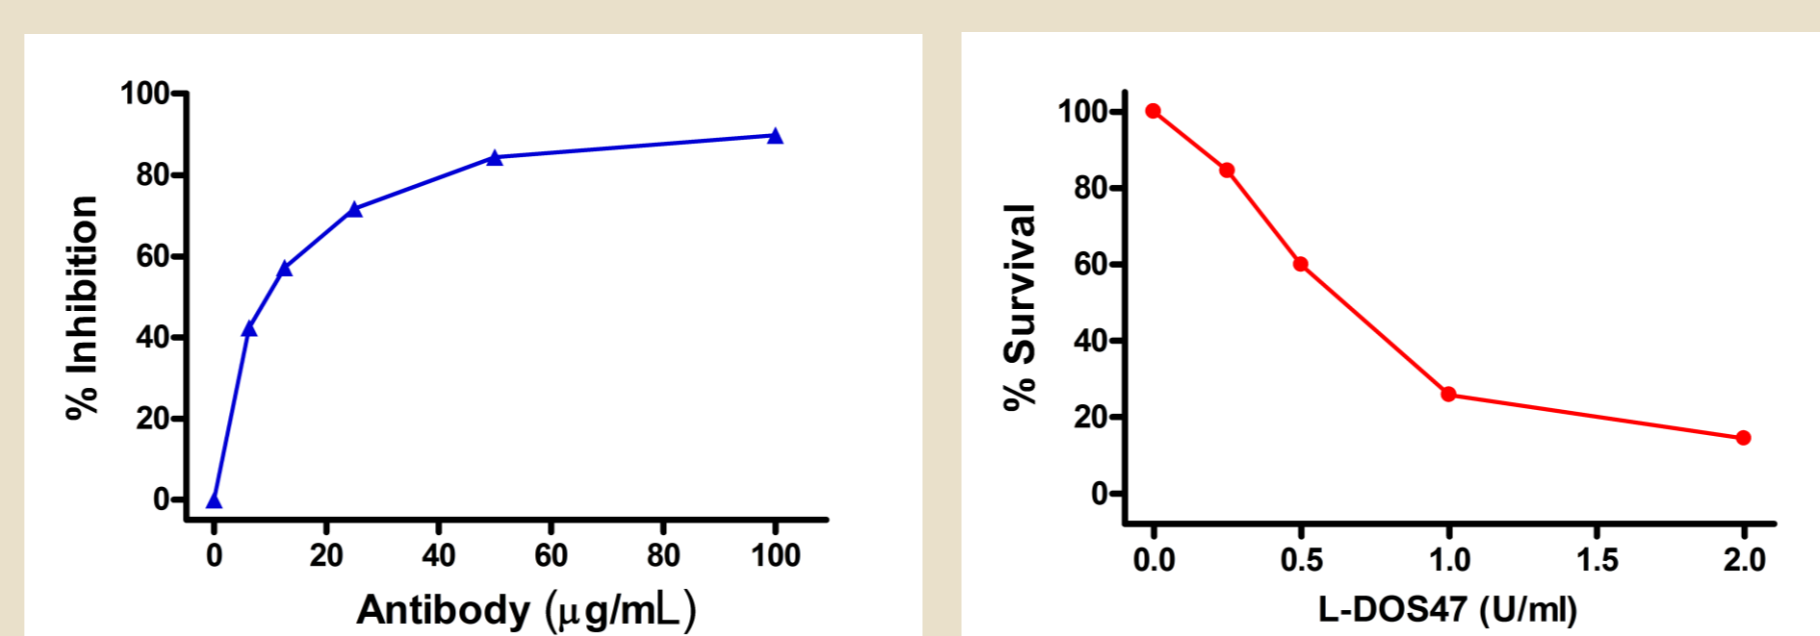 % Inhibition
100
80
60
40
20
0
0 20 40 60 80 100
Antibody (μg/mL)
% Survival
100
80
60
40
20
0
0.0 0.5 1.0 1.5 2.0
L-DOS47 (U/ml)